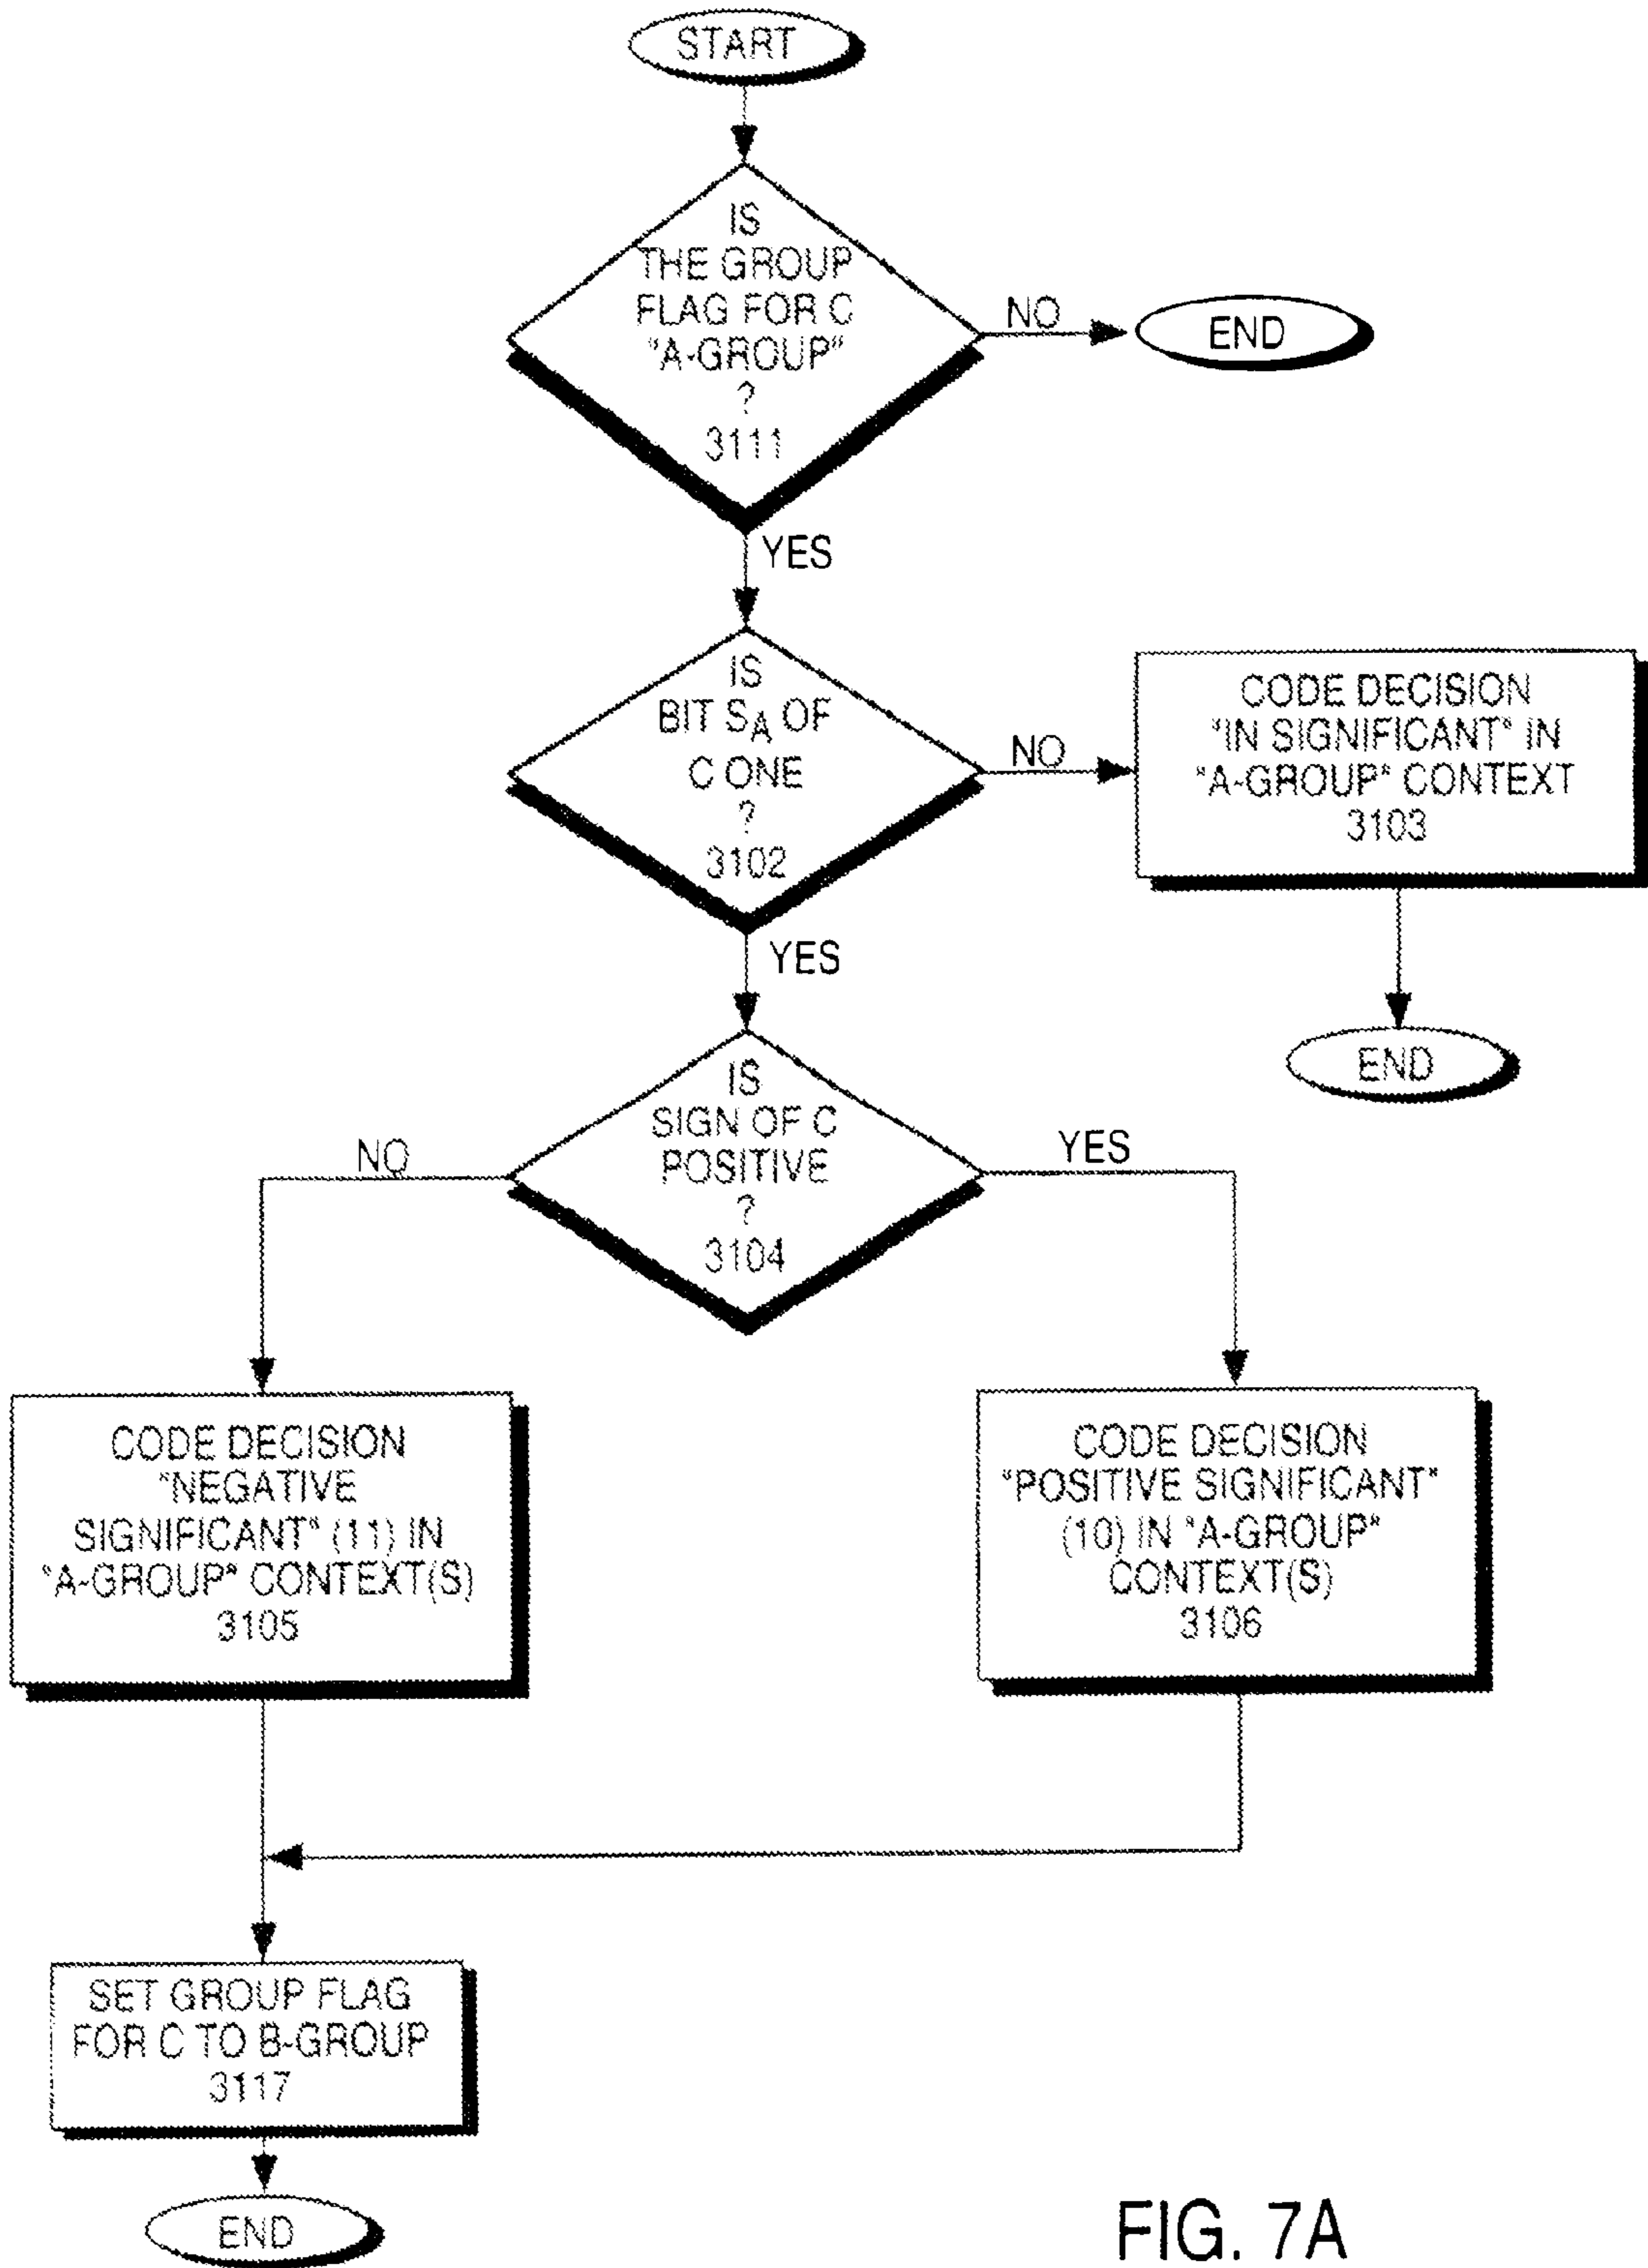 START
IS
THE GROUP
FLAG FOR C
"A-GROUP"
?
3111
NO
END
YES
IS
BIT SA OF
C ONE
?
3102
NO
CODE DECISION
"IN SIGNIFICANT" IN
"A-GROUP" CONTEXT
3103
END
YES
IS
SIGN OF C
POSITIVE
?
3104
NO
YES
CODE DECISION
"NEGATIVE
SIGNIFICANT" (11) IN
"A-GROUP" CONTEXT(S)
3105
CODE DECISION
"POSITIVE SIGNIFICANT"
(10) IN "A-GROUP"
CONTEXT(S)
3106
SET GROUP FLAG
FOR C TO B-GROUP
3117
END
FIG. 7A